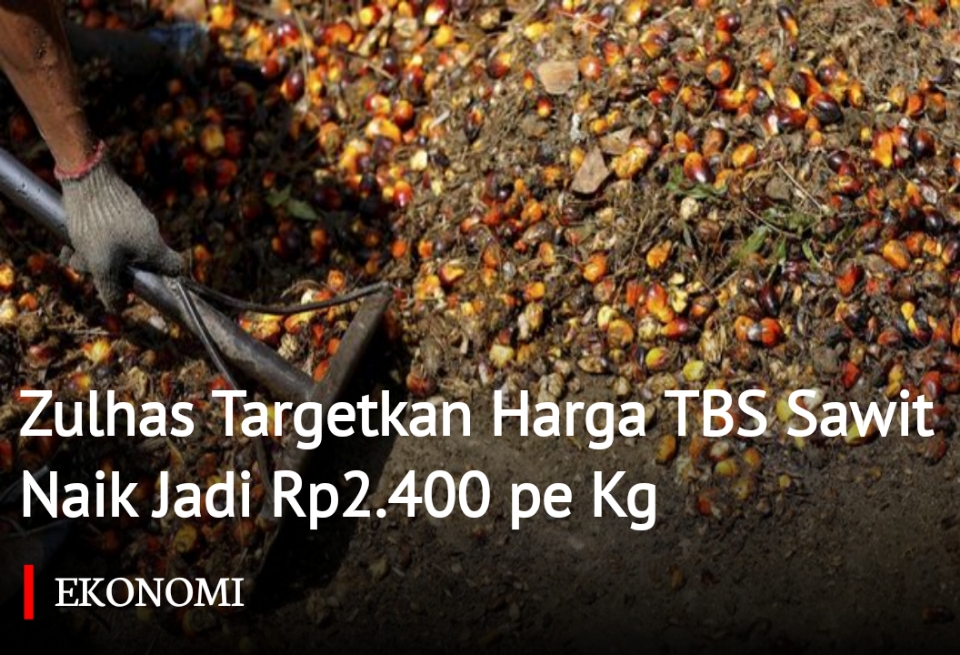 Zulhas Targetkan Harga TBS Sawit
Naik Jadi Rp2.400 pe Kg
EKONOMI